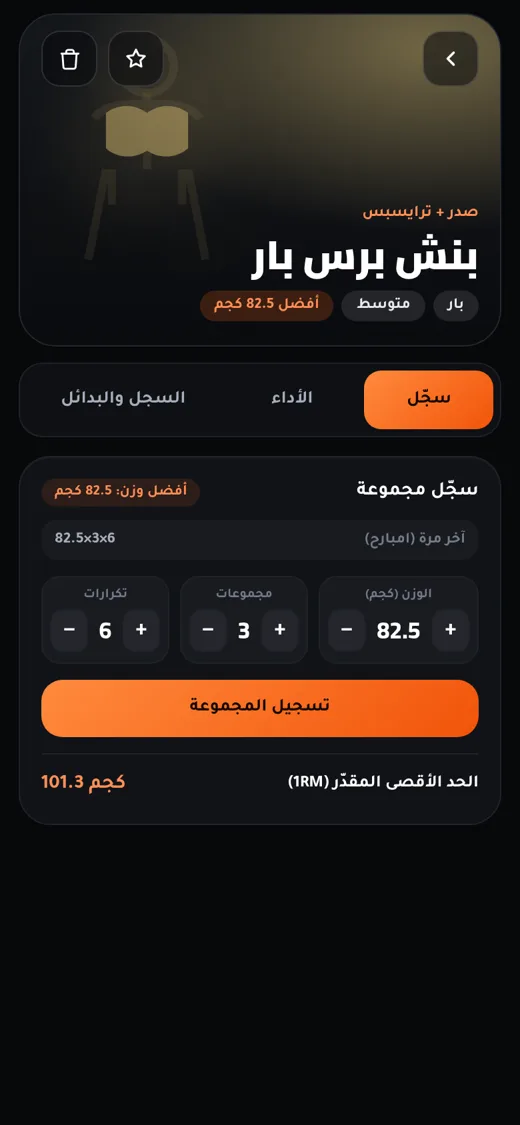 صدر + ترايسبس
بنش برس بار
بار متوسط أفضل 82.5 كجم
سجّل الأداء السجل والبدائل
سجّل مجموعة أفضل وزن: 82.5 كجم
آخر مرة (امبارح) 82.5×3×6
الوزن (كجم) مجموعات تكرارات
+ 82.5 − + 3 − + 6 −
تسجيل المجموعة
الحد الأقصى المقدّر (1RM) 101.3 كجم